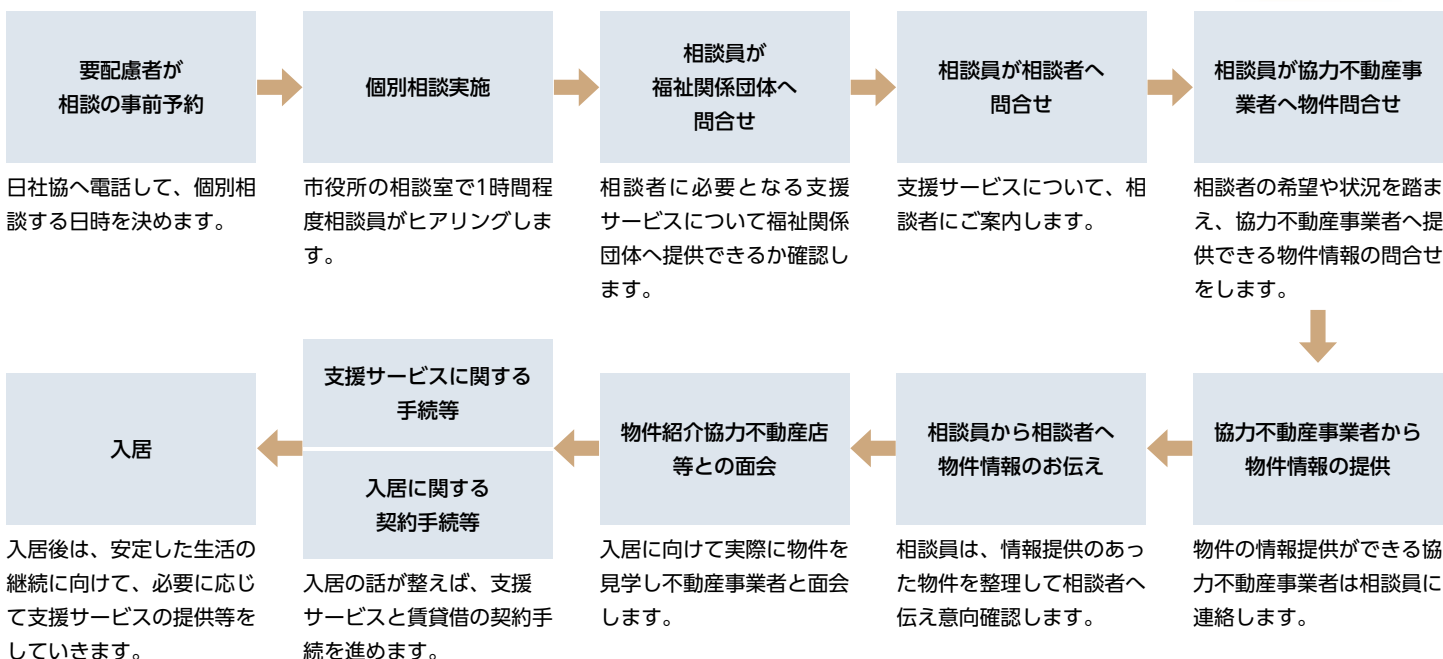 要配慮者が
相談の事前予約
日社協へ電話して、個別相
談する日時を決めます。
個別相談実施
市役所の相談室で1時間程
度相談員がヒアリングしま
す。
相談員が
福祉関係団体へ
問合せ
相談者に必要となる支援
サービスについて福祉関係
団体へ提供できるか確認し
ます。
相談員が相談者へ
問合せ
支援サービスについて、相
談者にご案内します。
相談員が協力不動産事
業者へ物件問合せ
相談者の希望や状況を踏ま
え、協力不動産事業者へ提
供できる物件情報の問合せ
をします。
協力不動産事業者から
物件情報の提供
物件の情報提供ができる協
力不動産事業者は相談員に
連絡します。
相談員から相談者へ
物件情報のお伝え
相談員は、情報提供のあっ
た物件を整理して相談者へ
伝え意向確認します。
物件紹介協力不動産店
等との面会
入居に向けて実際に物件を
見学し不動産事業者と面会
します。
支援サービスに関する
手続等
入居に関する
契約手続等
入居の話が整えば、支援
サービスと賃貸借の契約手
続を進めます。
入居
入居後は、安定した生活の
継続に向けて、必要に応じ
て支援サービスの提供等を
していきます。